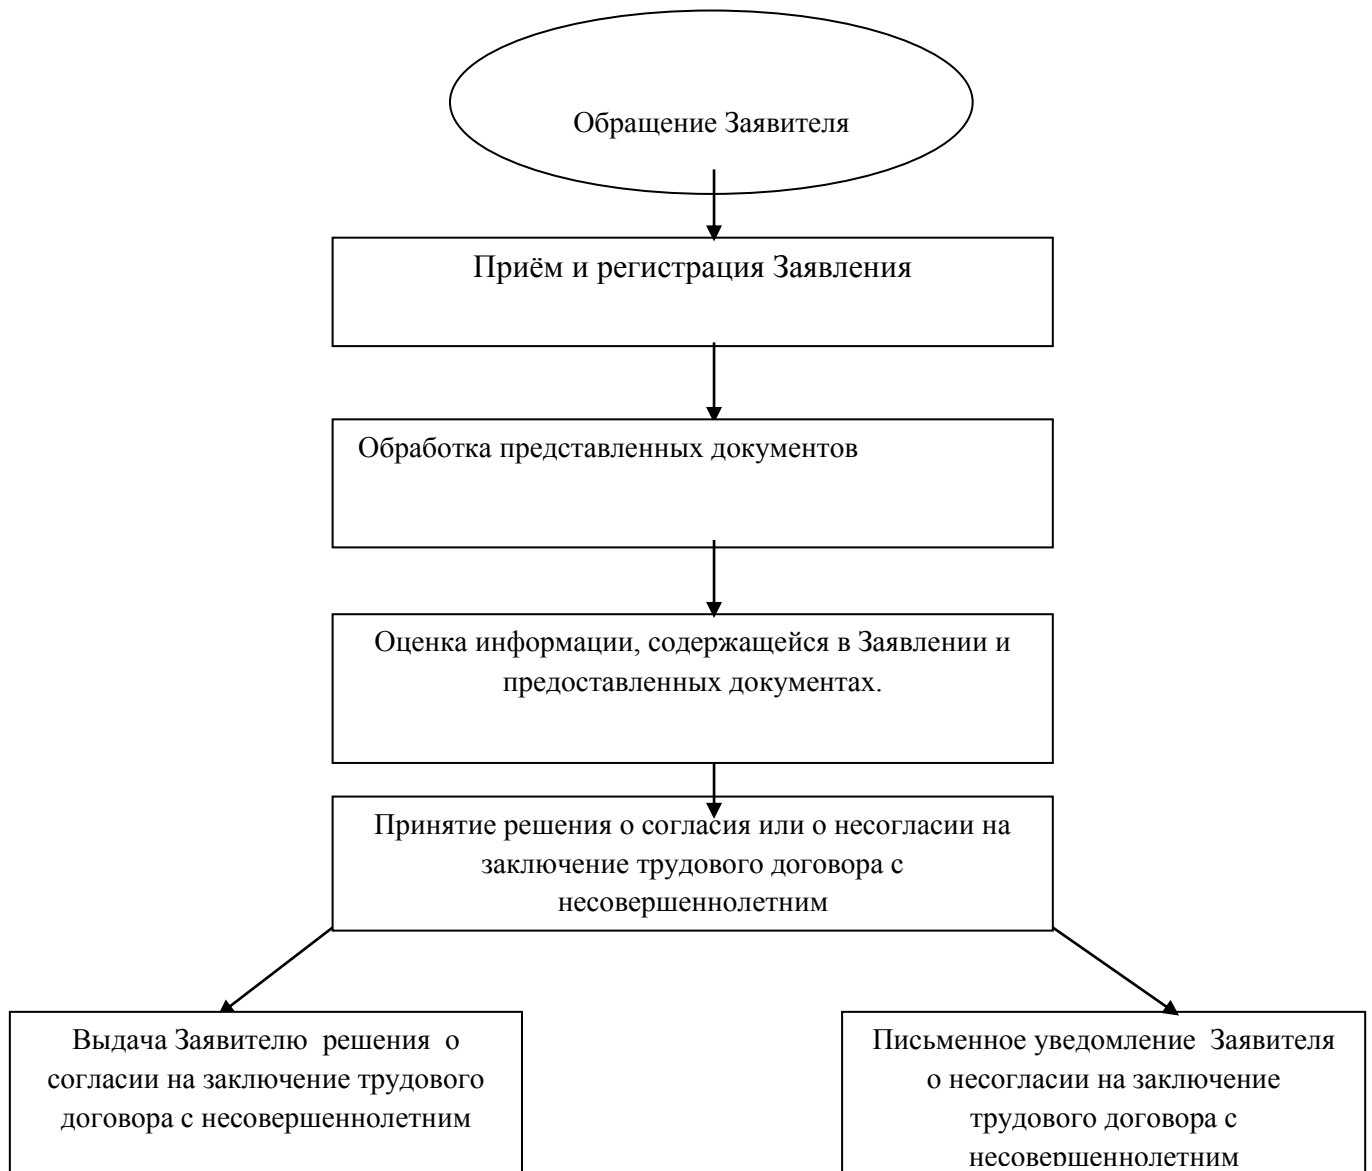 Обращение Заявителя
Приём и регистрация Заявления
Обработка представленных документов
Оценка информации, содержащейся в Заявлении и
предоставленных документах.
Принятие решения о согласия или о несогласии на
заключение трудового договора с
несовершеннолетним
Выдача Заявителю решения о
согласии на заключение трудового
договора с несовершеннолетним
Письменное уведомление Заявителя
о несогласии на заключение
трудового договора с
несовершеннолетним